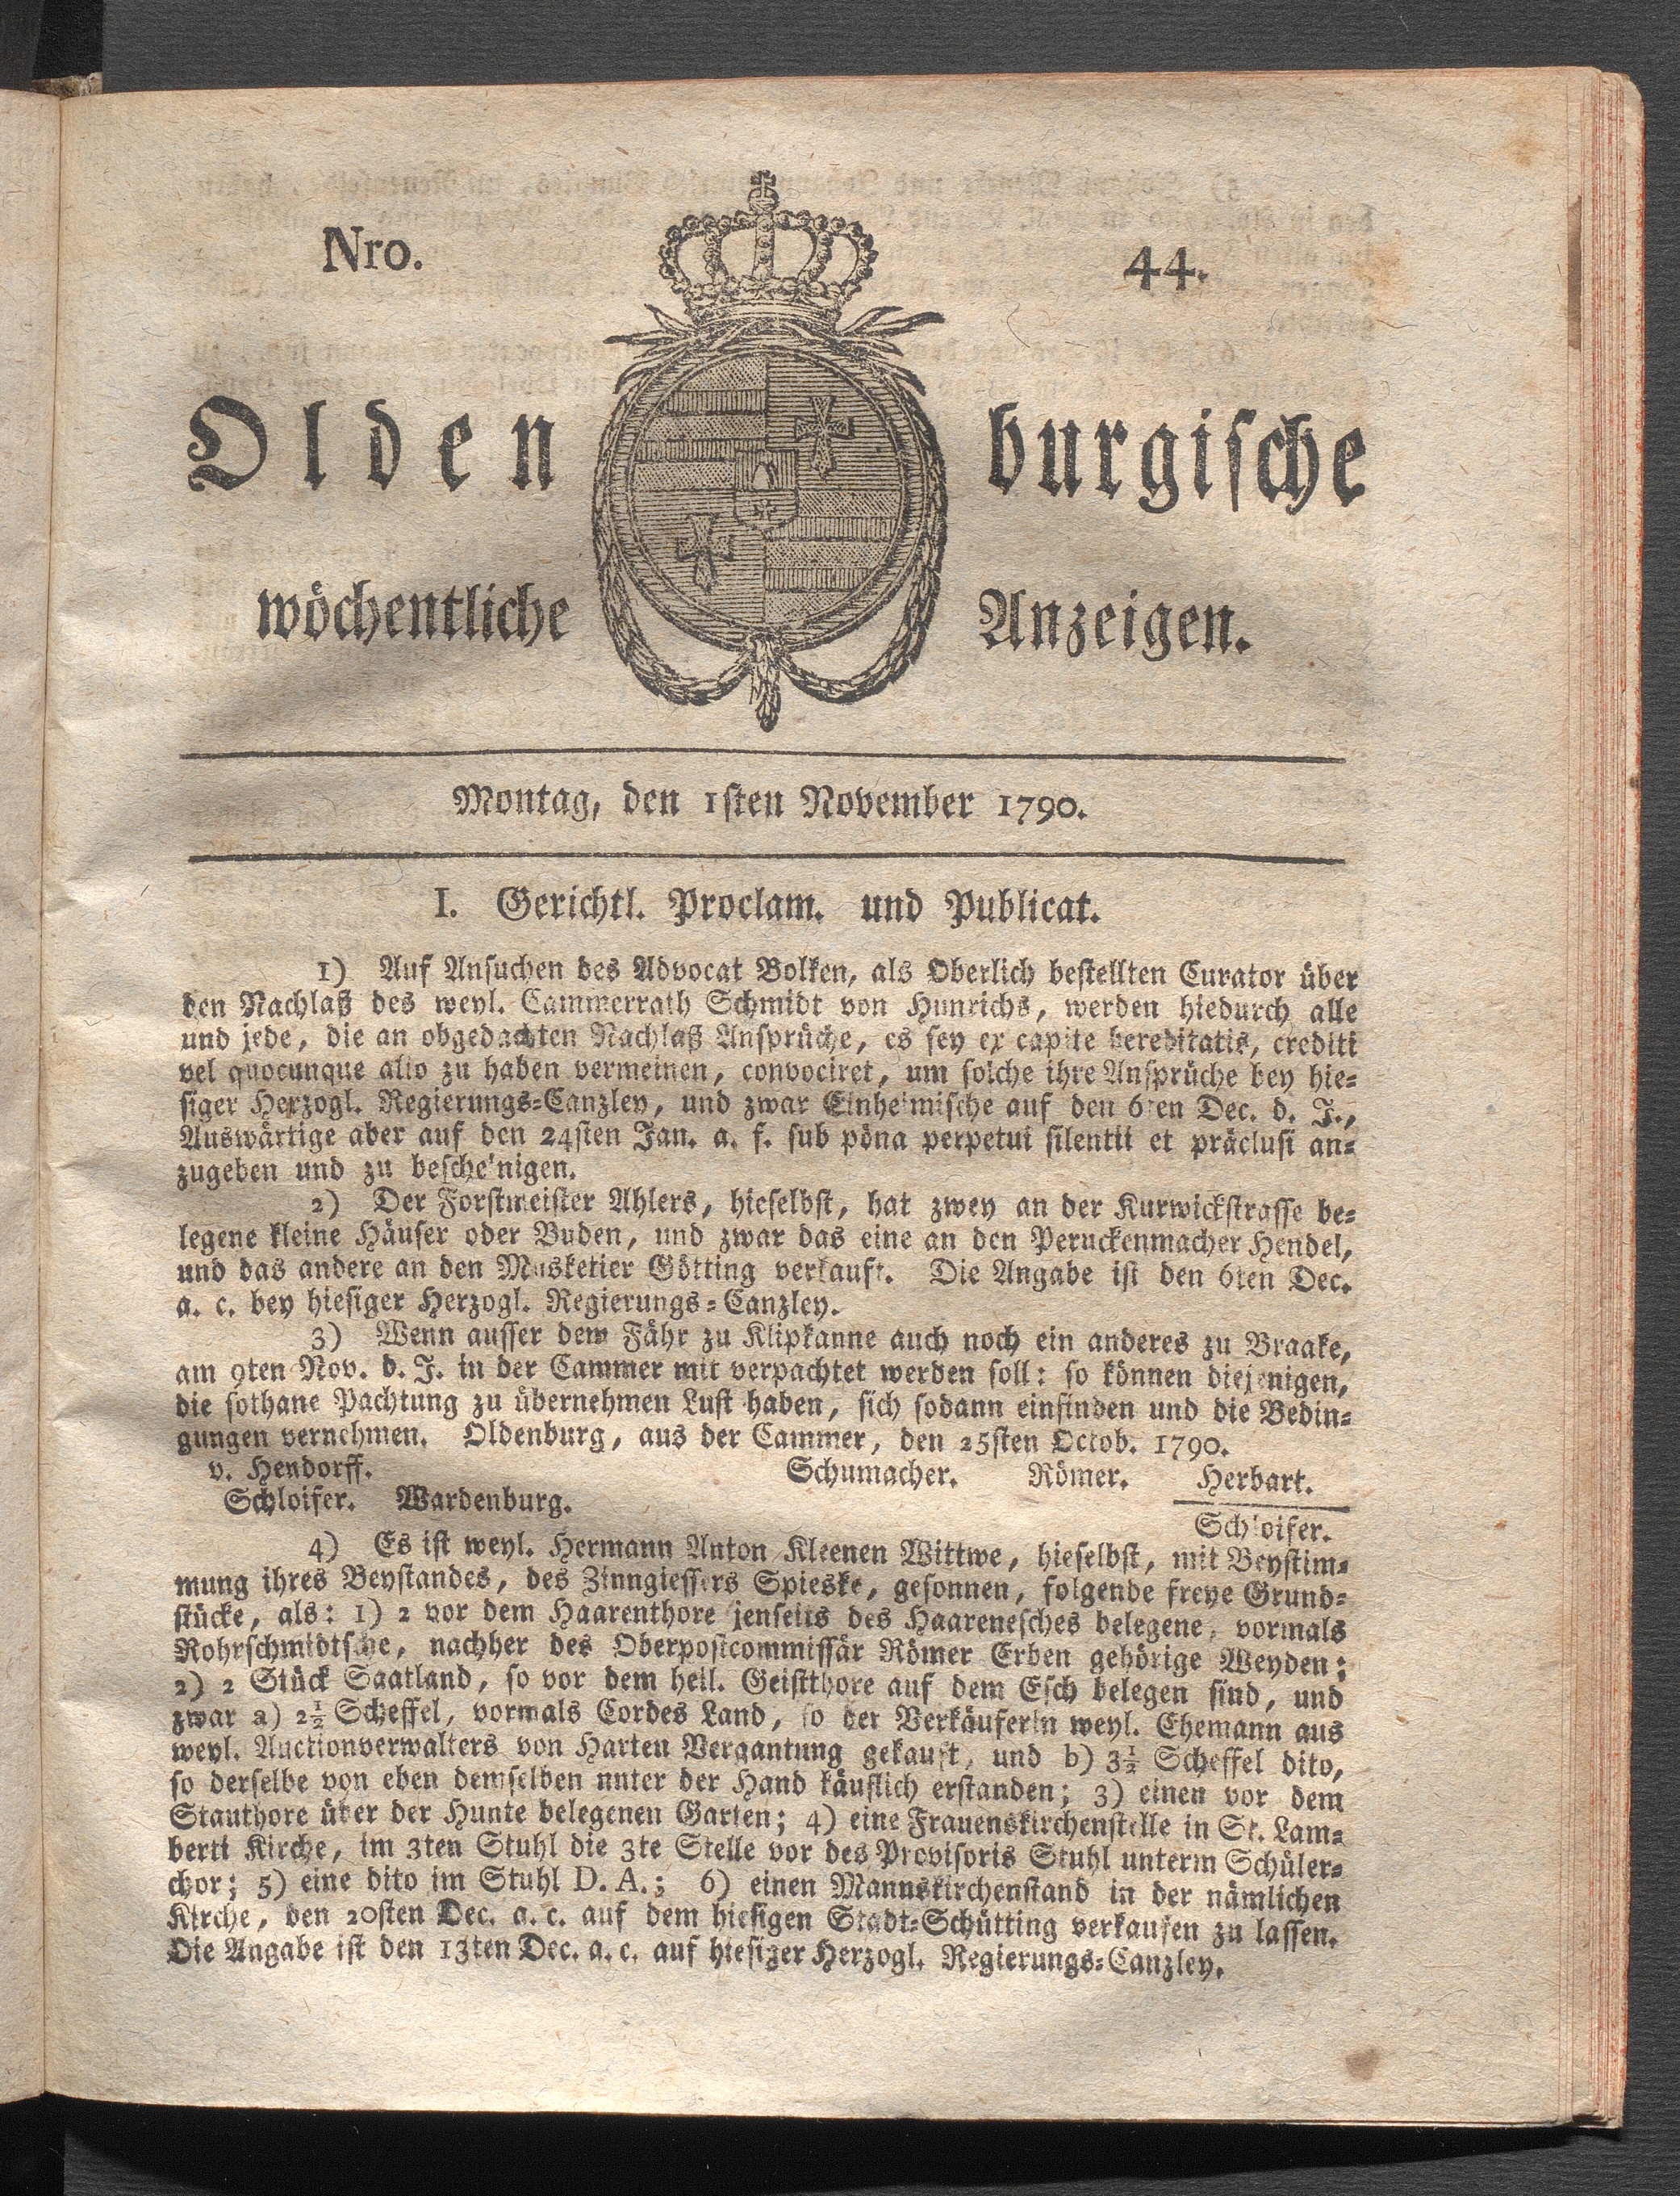 Nro. 44.
Oldenburgische
wöchentliche Anzeigen.
Montag, den 1sten November 1790.
I. Gerichtl. Proclam. und Publicat.
1) Auf Ansuchen des Advocat Bolken, als Oberlich bestellten Curator über
den Nachlaß des weyl. Cammerrath Schmidt von Hunrichs, werden hiedurch alle
und jede, die an obgedachten Nachlaß Ansprüche, es sey ex capite hereditatis, crediti
vel quocunque alio zu haben vermeinen, convociret, um solche ihre Ansprüche bey hie=
siger Herzogl. Regierungs=Canzley, und zwar Einheimische auf den 6ten Dec. d. J.,
Auswärtige aber auf den 24sten Jan. a. f. sub pöna perpetui silentii et präclusi an=
zugeben und zu bescheinigen.
2) Der Forstmeister Ahlers, hieselbst, hat zwey an der Kurwickstrasse be=
legene kleine Häuser oder Buden, und zwar das eine an den Peruckenmacher Hendel,
und das andere an den Musketier Götting verkauft. Die Angabe ist den 6ten Dec.
a. c. bey hiesiger Herzogl. Regierungs=Canzley.
3) Wenn ausser dem Fähr zu Klipkanne auch noch ein anderes zu Braake,
am 9ten Nov. d. J. in der Cammer mit verpachtet werden soll: so können diejenigen,
die sothane Pachtung zu übernehmen Lust haben, sich sodann einfinden und die Bedin=
gungen vernehmen. Oldenburg, aus der Cammer, den 25sten Octob. 1790.
v. Hendorff. Schumacher. Römer. Herbart.
Schloifer. Wardenburg.
Schloifer.
4) Es ist weyl. Hermann Anton Kleenen Wittwe, hieselbst, mit Beystim=
mung ihres Beystandes, des Zinngiessers Spieske, gesonnen, folgende freye Grund=
stücke, als: 1) 2 vor dem Haarenthore jenseits des Haarenesches belegene, vormals
Rohrschmidtsche, nachher des Oberpostcommissär Römer Erben gehörige Weyden;
2) 2 Stück Saatland, so vor dem heil. Geistthore auf dem Esch belegen sind, und
zwar a) 2½ Scheffel, vormals Cordes Land, so der Verkäuferin weyl. Ehemann aus
weyl. Auctionverwalters von Harten Vergantung gekauft, und b) 3½ Scheffel dito,
so derselbe von eben demselben unter der Hand käuflich erstanden; 3) einen vor dem
Stauthore über der Hunte belegenen Garten; 4) eine Frauenskirchenstelle in St. Lam=
berti Kirche, im 3ten Stuhl die 3te Stelle vor des Provisoris Stuhl unterm Schüler=
chor; 5) eine dito im Stuhl D. A.; 6) einen Mannskirchenstand in der nämlichen
Kirche, den 20sten Dec. a. c. auf dem hiesigen Stadt=Schütting verkaufen zu lassen.
Die Angabe ist den 13ten Dec. a. c. auf hiesiger Herzogl. Regierungs=Canzley.